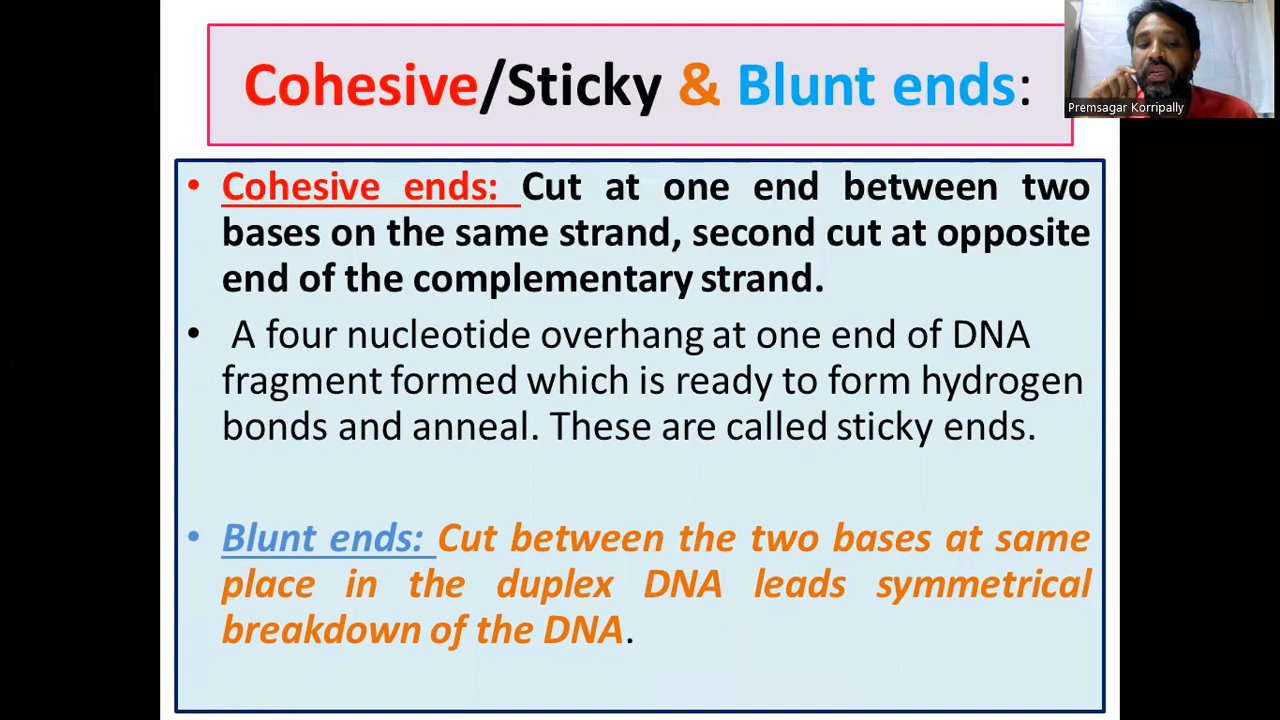 Cohesive/Sticky & Blunt ends:
Premsagar Korripally
• Cohesive ends: Cut at one end between two
bases on the same strand, second cut at opposite
end of the complementary strand.
• A four nucleotide overhang at one end of DNA
fragment formed which is ready to form hydrogen
bonds and anneal. These are called sticky ends.
• Blunt ends: Cut between the two bases at same
place in the duplex DNA leads symmetrical
breakdown of the DNA.